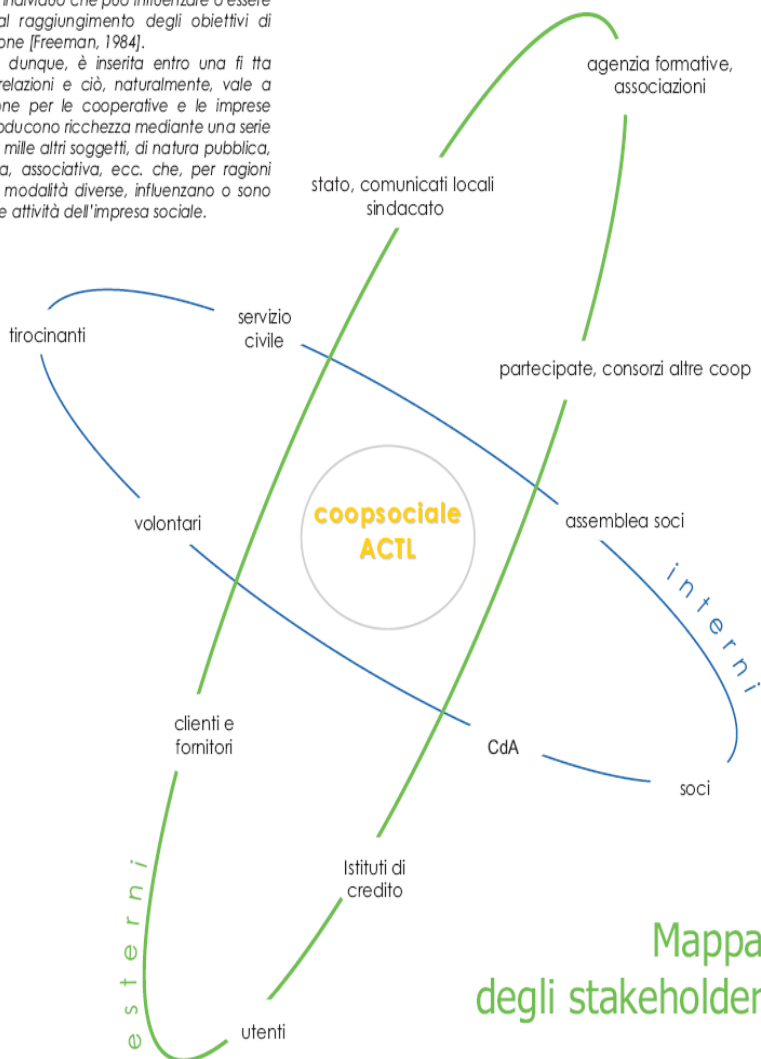 individuo che può influenzare o essere
al raggiungimento degli obiettivi di
one [Freeman, 1984].
dunque, è inserita entro una fi tta
relazioni e ciò, naturalmente, vale a
ne per le cooperative e le imprese
oducono ricchezza mediante una serie
mille altri soggetti, di natura pubblica,
a, associativa, ecc. che, per ragioni
modalità diverse, influenzano o sono
e attività dell'impresa sociale.
agenzia formative,
associazioni
stato, comunicati locali
sindacato
tirocinanti
servizio
civile
partecipate, consorzi altre coop
volontari
coopsociale
ACTL
assemblea soci
interni
clienti e
fornitori
CdA
soci
esterni
Istituti di
credito
utenti
Mappa
degli stakeholder